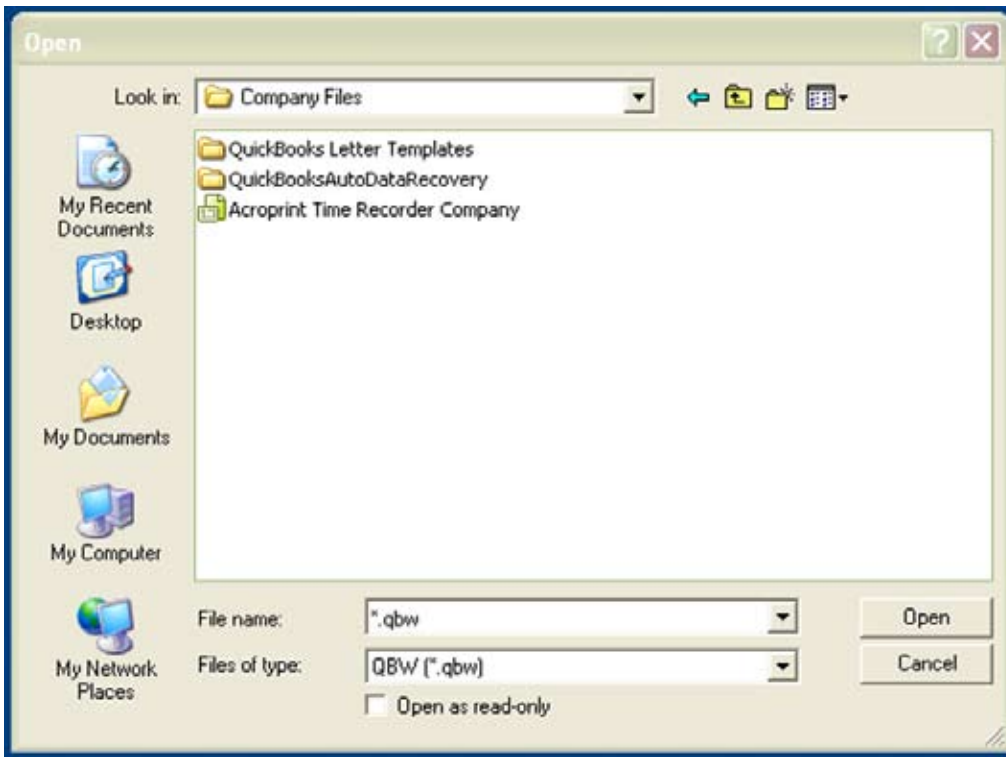 Open
Look in: Company Files
QuickBooks Letter Templates
QuickBooksAutoDataRecovery
Acroprint Time Recorder Company
My Recent
Documents
Desktop
My Documents
My Computer
My Network
Places
File name: *.qbw Open
Files of type: QBW (*.qbw) Cancel
Open as read-only